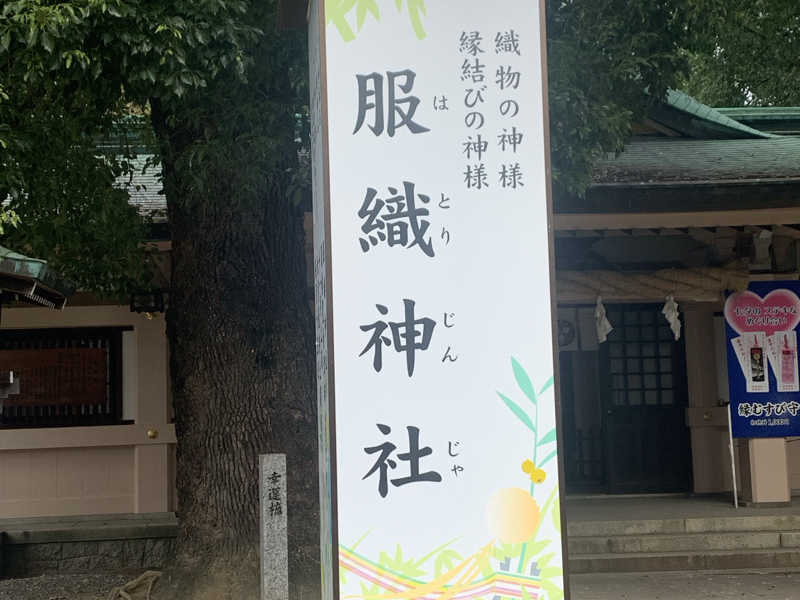 織物の神様
縁結びの神様
服織神社
はとりじんじゃ
幸運楠
縁むすび守